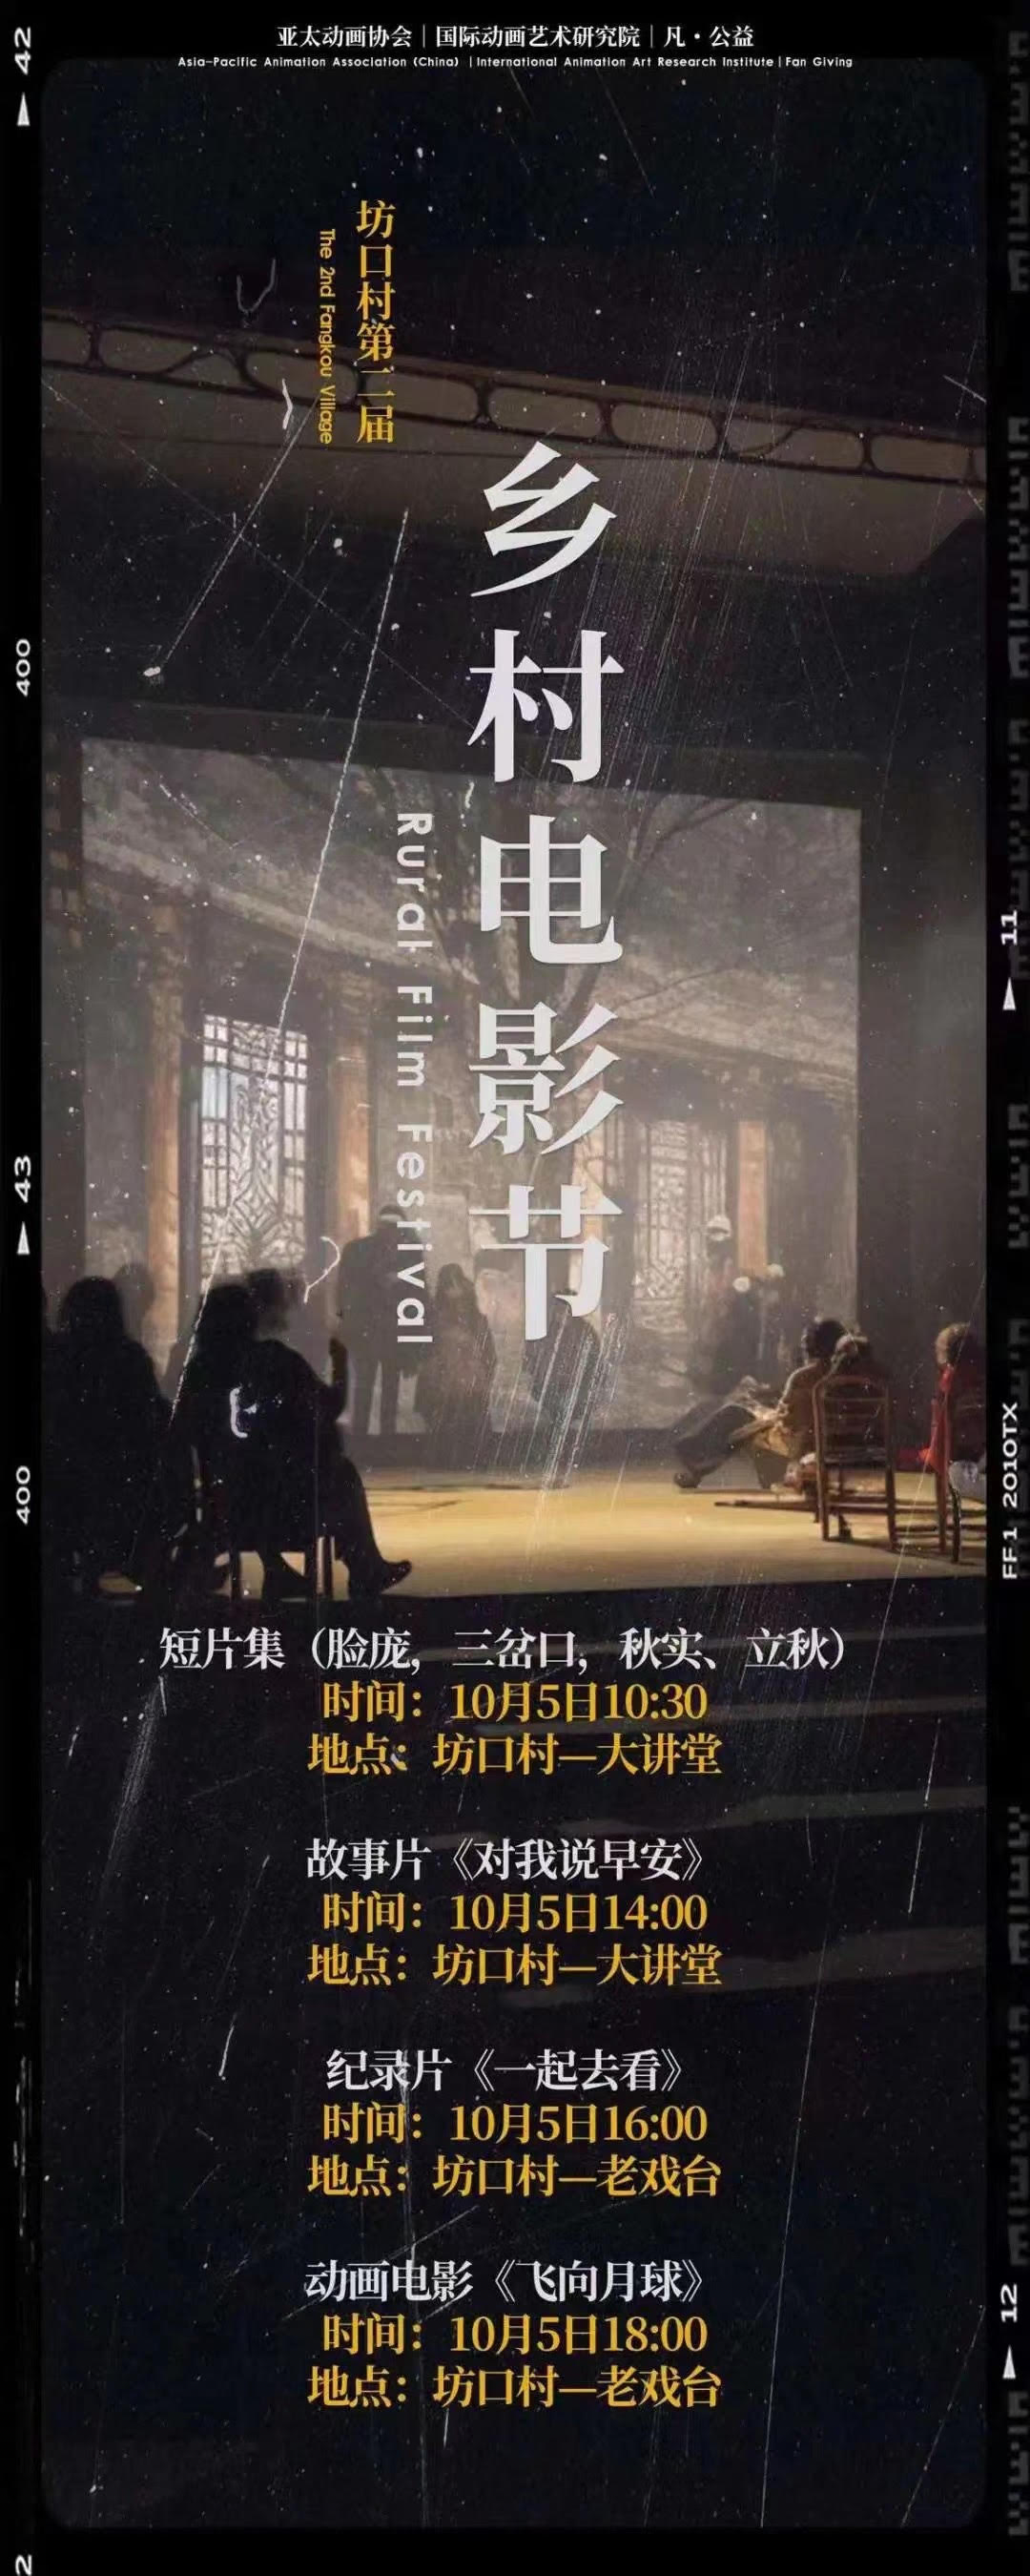 亚太动画协会｜国际动画艺术研究院｜凡·公益
Asia-Pacific Animation Association (China) | International Animation Art Research Institute | Fan Giving
坊口村第二届
The 2nd Fangkou Village
乡村电影节
Rural Film Festival
短片集（脸庞，三岔口，秋实、立秋）
时间：10月5日10:30
地点：坊口村—大讲堂
故事片《对我说早安》
时间：10月5日14:00
地点：坊口村—大讲堂
纪录片《一起去看》
时间：10月5日16:00
地点：坊口村—老戏台
动画电影《飞向月球》
时间：10月5日18:00
地点：坊口村—老戏台
42
400
43
400
2
11
FF1 2010TX
12